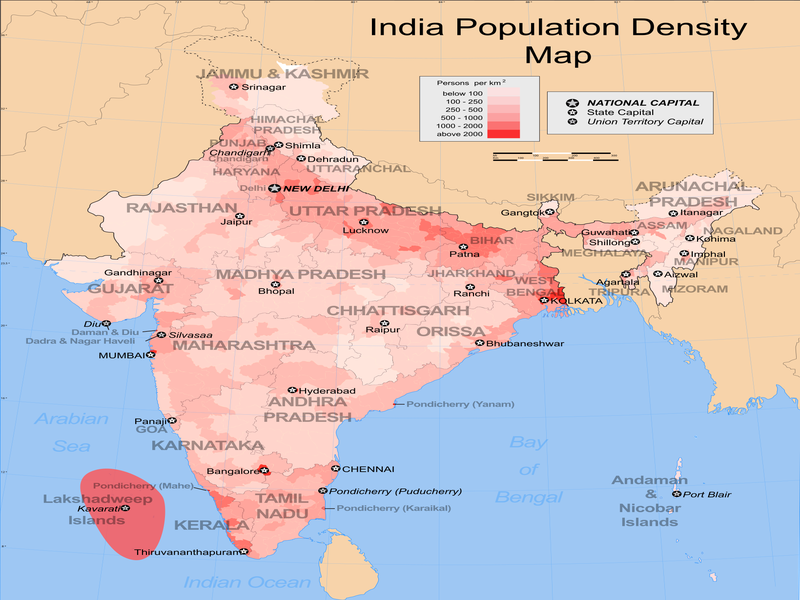 India Population Density
Map
Persons per km²
below 100
100 - 250
250 - 500
500 - 1000
1000 - 2000
above 2000
NATIONAL CAPITAL
State Capital
Union Territory Capital
JAMMU & KASHMIR
Srinagar
HIMACHAL
PRADESH
PUNJAB
Shimla
Chandigarh
Chandigarh
Dehradun
UTTARANCHAL
HARYANA
Delhi
NEW DELHI
RAJASTHAN
Jaipur
UTTAR PRADESH
Lucknow
SIKKIM
Gangtok
ARUNACHAL
PRADESH
Itanagar
ASSAM
Guwahati
NAGALAND
Kohima
Shillong
MEGHALAYA
Imphal
MANIPUR
Agartala
Aizwal
TRIPURA
MIZORAM
BIHAR
Patna
Gandhinagar
GUJARAT
MADHYA PRADESH
Bhopal
JHARKHAND
Ranchi
WEST
BENGAL
KOLKATA
CHHATTISGARH
Raipur
ORISSA
Bhubaneshwar
Diu
Daman & Diu
Silvasaa
Dadra & Nagar Haveli
MAHARASHTRA
MUMBAI
Hyderabad
ANDHRA
PRADESH
Pondicherry (Yanam)
Arabian
Sea
Panaji
GOA
KARNATAKA
Bay
of
Bengal
Bangalore
CHENNAI
Pondicherry (Mahe)
Pondicherry (Puducherry)
Lakshadweep
Kavarati
Islands
TAMIL
NADU
Pondicherry (Karaikal)
KERALA
Thiruvananthapuram
Andaman
&
Nicobar
Islands
Port Blair
Indian Ocean